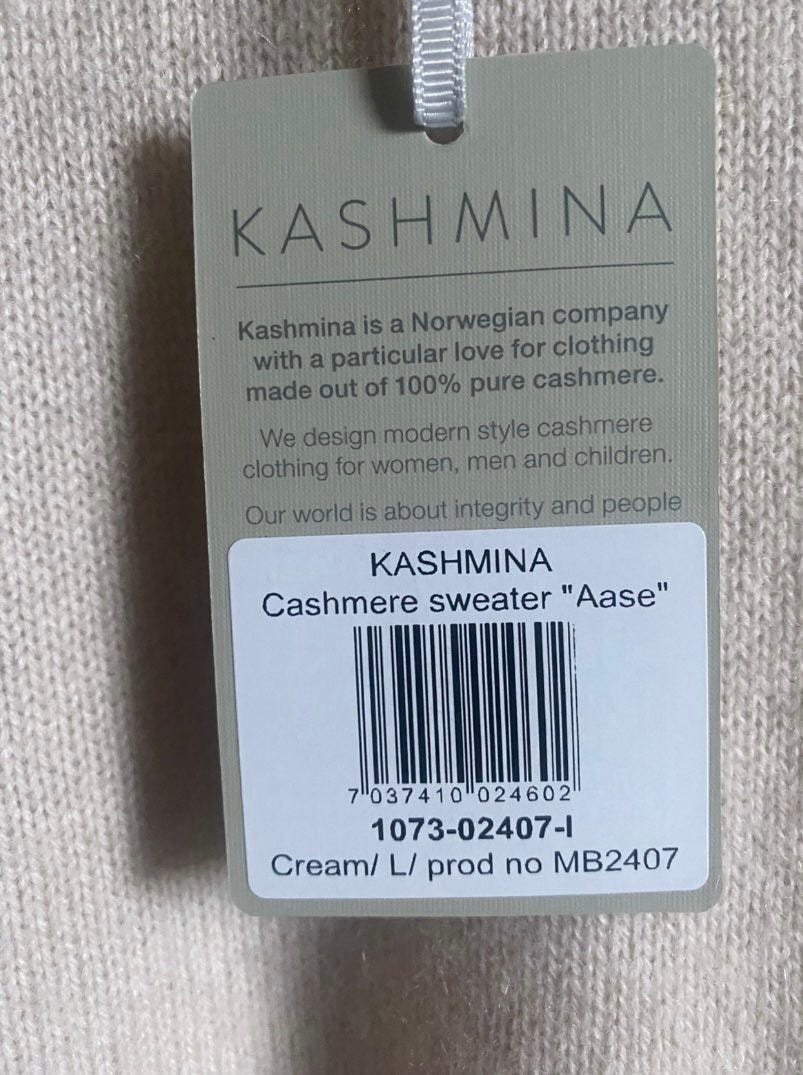 KASHMINA
Kashmina is a Norwegian company
with a particular love for clothing
made out of 100% pure cashmere.
We design modern style cashmere
clothing for women, men and children.
Our world is about integrity and people
KASHMINA
Cashmere sweater "Aase"
7 037410 024602
1073-02407-l
Cream/ L/ prod no MB2407